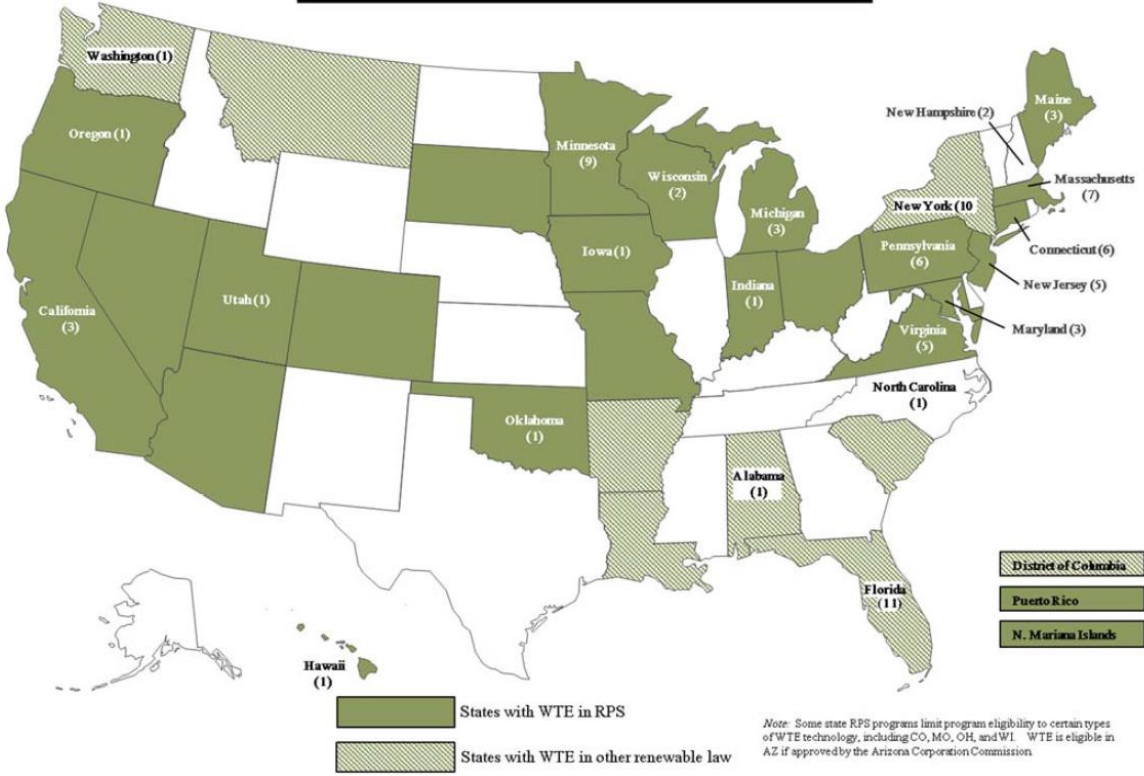 Washington (1)
Oregon (1)
California
(3)
Utah (1)
Minnesota
(9)
Wisconsin
(2)
Iowa (1)
Michigan
(3)
Indiana
(1)
Oklahoma
(1)
New York (10
Pennsylvania
(6)
Virginia
(5)
North Carolina
(1)
Alabama
(1)
Florida
(11)
Maine
(3)
New Hampshire (2)
Massachusetts
(7)
Connecticut (6)
New Jersey (5)
Maryland (3)
Hawaii
(1)
District of Columbia
Puerto Rico
N. Mariana Islands
States with WTE in RPS
States with WTE in other renewable law
Note: Some state RPS programs limit program eligibility to certain types
of WTE technology, including CO, MO, OH, and WI. WTE is eligible in
AZ if approved by the Arizona Corporation Commission.